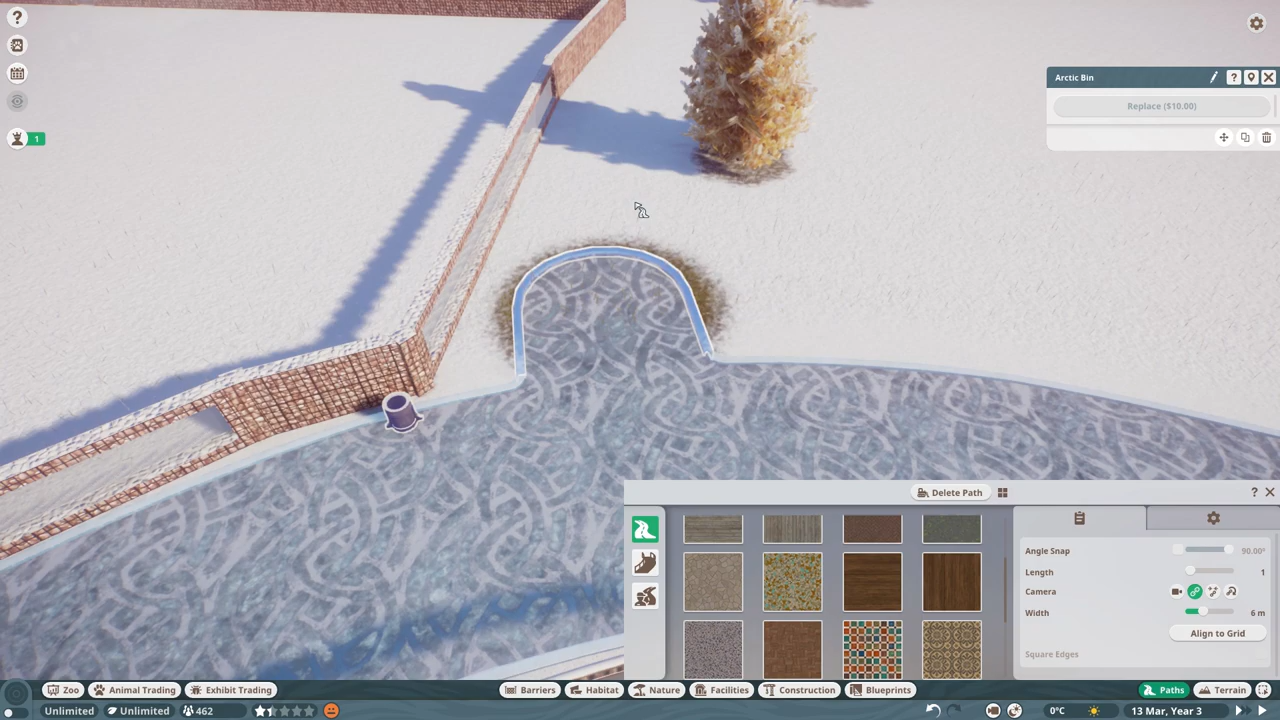 ?
1
Arctic Bin
?
Replace ($10.00)
Delete Path
?
Angle Snap 90.00°
Length 1
Camera
Width 6 m
Align to Grid
Square Edges
Zoo Animal Trading Exhibit Trading Barriers Habitat Nature Facilities Construction Blueprints Paths Terrain
Unlimited Unlimited 462 0°C 13 Mar, Year 3